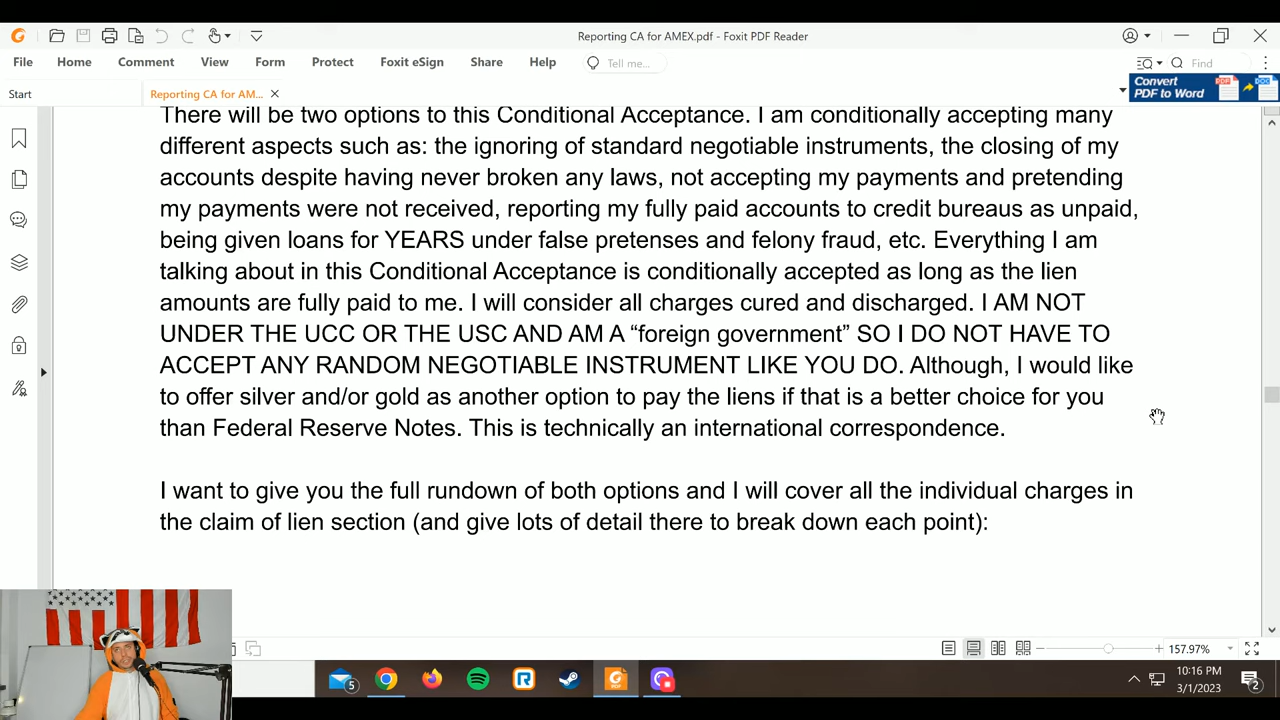 Reporting CA for AMEX.pdf - Foxit PDF Reader
File Home Comment View Form Protect Foxit eSign Share Help Tell me... Find
Start Reporting CA for AM... Convert
PDF to Word
There will be two options to this Conditional Acceptance. I am conditionally accepting many
different aspects such as: the ignoring of standard negotiable instruments, the closing of my
accounts despite having never broken any laws, not accepting my payments and pretending
my payments were not received, reporting my fully paid accounts to credit bureaus as unpaid,
being given loans for YEARS under false pretenses and felony fraud, etc. Everything I am
talking about in this Conditional Acceptance is conditionally accepted as long as the lien
amounts are fully paid to me. I will consider all charges cured and discharged. I AM NOT
UNDER THE UCC OR THE USC AND AM A “foreign government” SO I DO NOT HAVE TO
ACCEPT ANY RANDOM NEGOTIABLE INSTRUMENT LIKE YOU DO. Although, I would like
to offer silver and/or gold as another option to pay the liens if that is a better choice for you
than Federal Reserve Notes. This is technically an international correspondence.
I want to give you the full rundown of both options and I will cover all the individual charges in
the claim of lien section (and give lots of detail there to break down each point):
157.97%
5 10:16 PM
3/1/2023 2